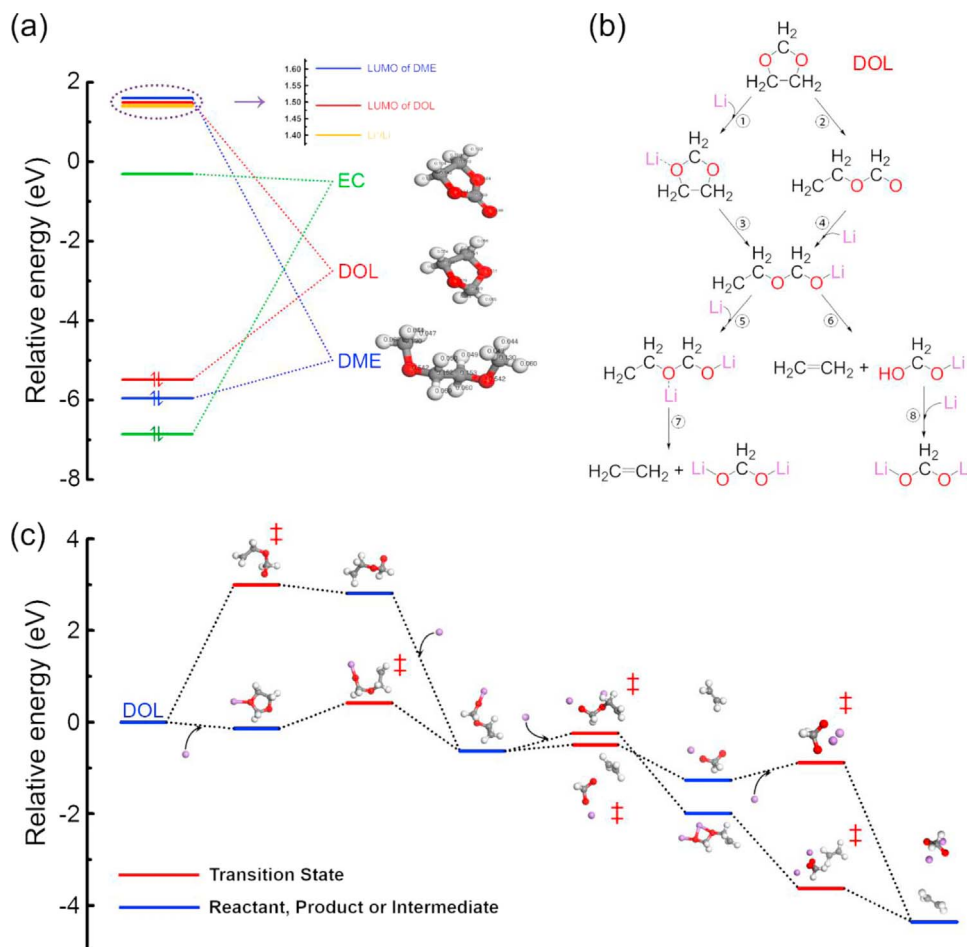 (a)
1.60
1.50
1.40
LUMO of DME
LUMO of DOL
Relative energy (eV)
2
0
-2
-4
-6
-8
EC
DOL
DME
(b)
H2
C
O O
H2C CH2
DOL
Li
① ②
Li
H2
C
O O
H2C CH2
H2 H2
C C
H2C O O
③ ④
Li
H2 H2
C C
H2C O O Li
Li
⑤ ⑥
H2 H2
C C
H2C O O Li
Li
H2C=CH2 +
H2
C
HO O Li
⑦ ⑧
Li
H2C=CH2 +
H2
C
Li O O Li
H2
C
Li O O
(c)
Relative energy (eV)
4
2
0
-2
-4
DOL
‡
‡
‡
‡
‡
‡
Transition State
Reactant, Product or Intermediate